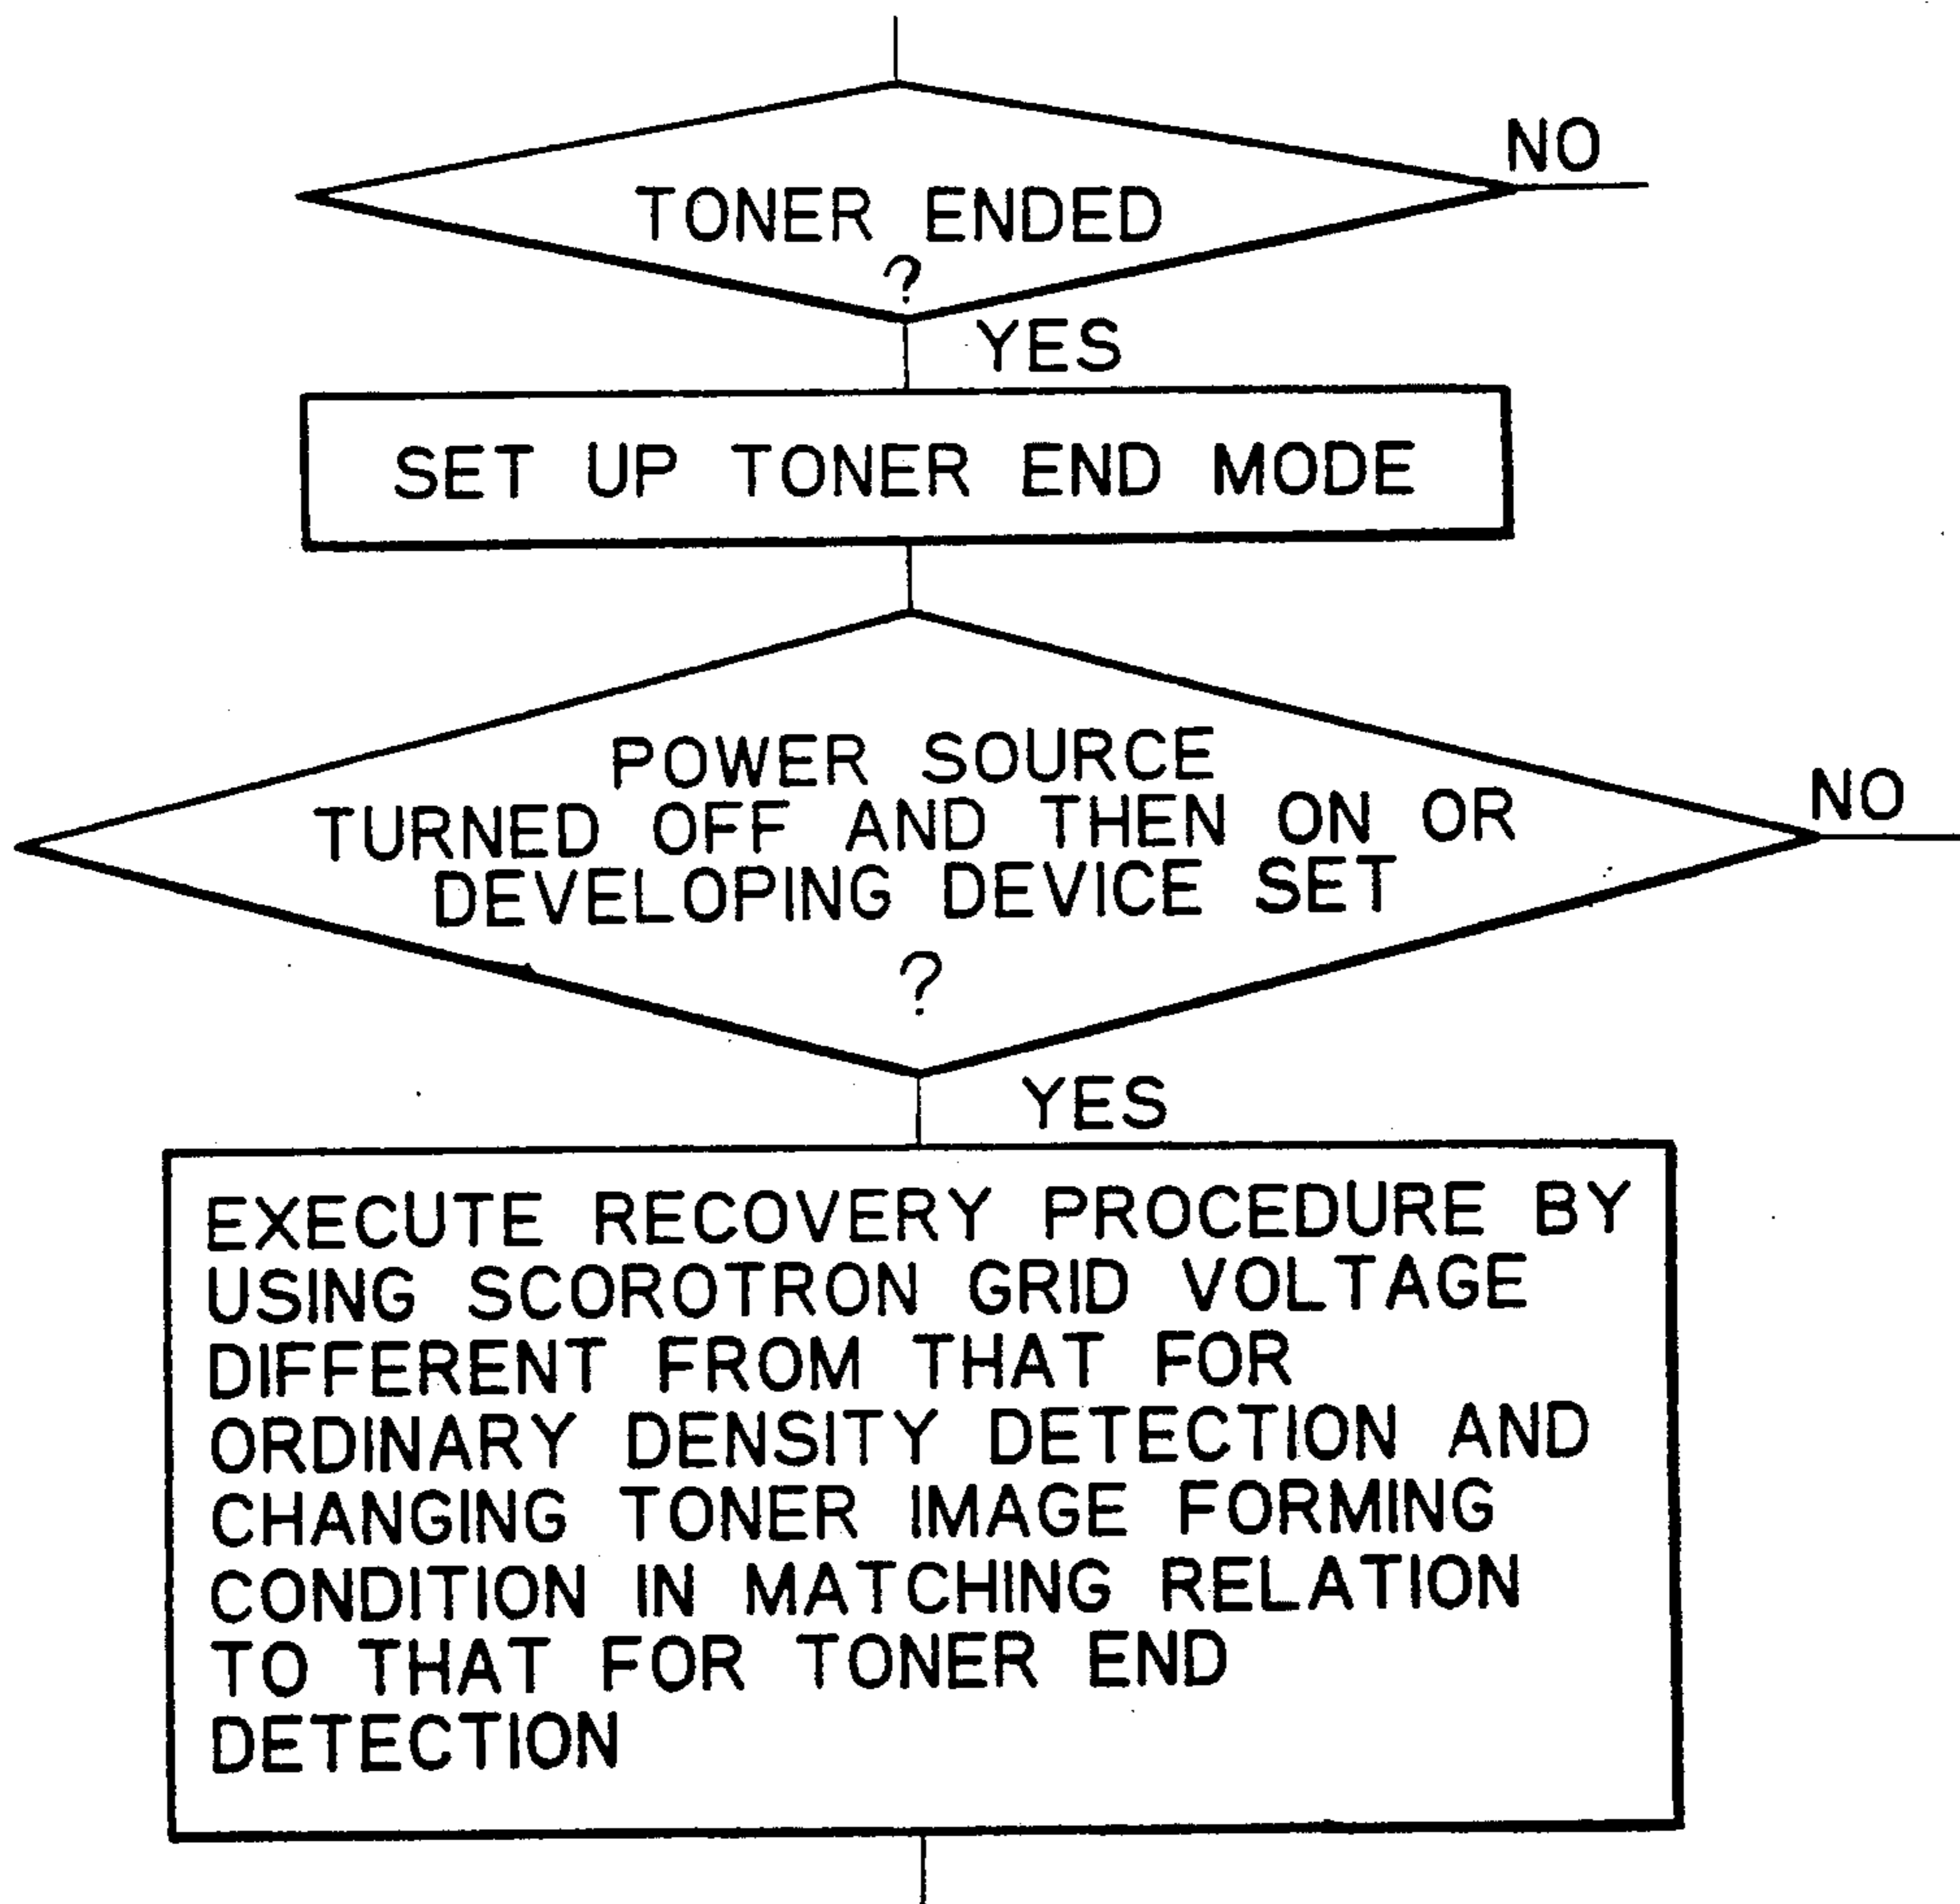 NO
TONER ENDED
?
YES
SET UP TONER END MODE
POWER SOURCE
TURNED OFF AND THEN ON OR
DEVELOPING DEVICE SET
?
NO
YES
EXECUTE RECOVERY PROCEDURE BY
USING SCOROTRON GRID VOLTAGE
DIFFERENT FROM THAT FOR
ORDINARY DENSITY DETECTION AND
CHANGING TONER IMAGE FORMING
CONDITION IN MATCHING RELATION
TO THAT FOR TONER END
DETECTION